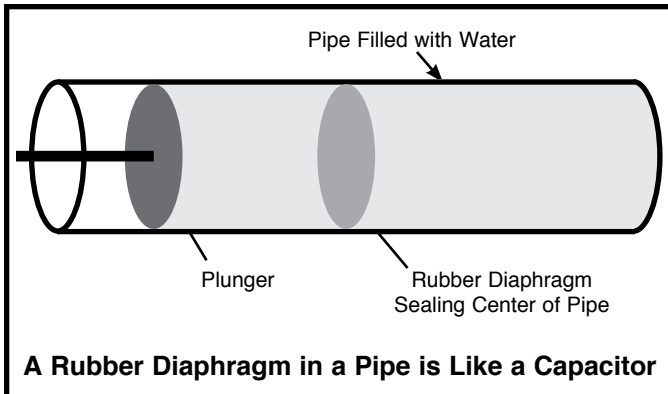 Pipe Filled with Water
Plunger
Rubber Diaphragm
Sealing Center of Pipe
A Rubber Diaphragm in a Pipe is Like a Capacitor